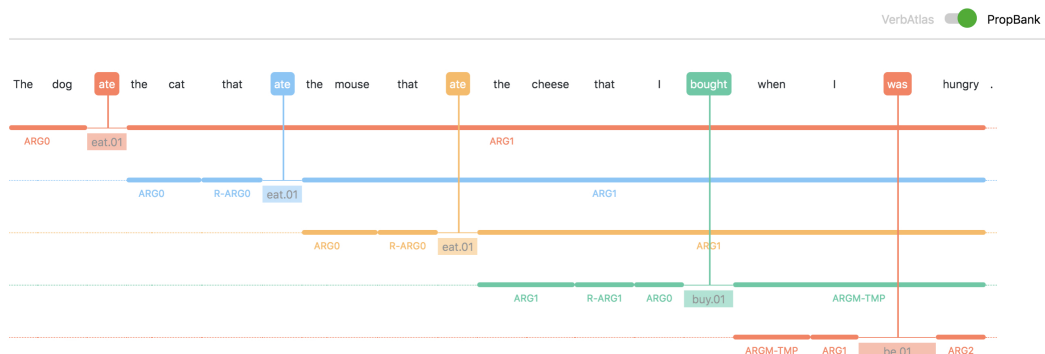 VerbAtlas PropBank
The dog ate the cat that ate the mouse that ate the cheese that I bought when I was hungry .
ARG0 eat.01 ARG1
ARG0 R-ARG0 eat.01 ARG1
ARG0 R-ARG0 eat.01 ARG1
ARG1 R-ARG1 ARG0 buy.01 ARGM-TMP
ARGM-TMP ARG1 be.01 ARG2